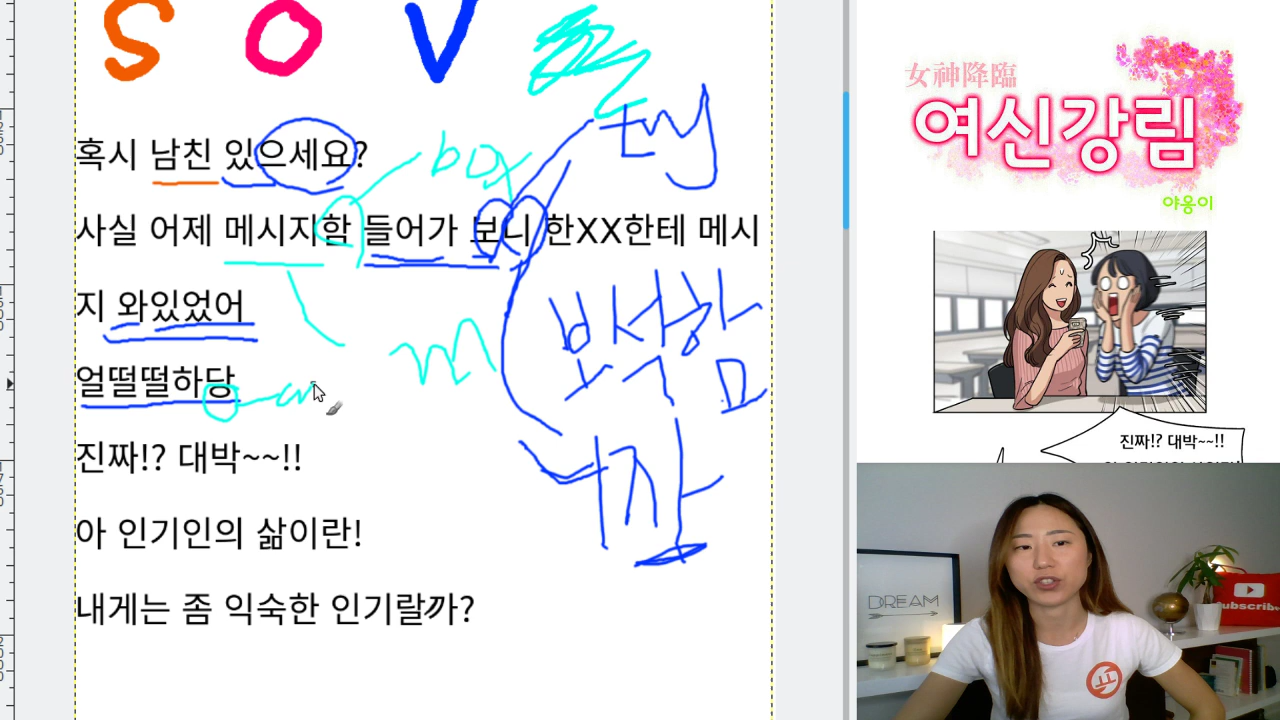 S O V
혹시 남친 있으세요?
사실 어제 메시지함 들어가 보니 한XX한테 메시
지 와있었어
얼떨떨하당
진짜!? 대박~~!!
아 인기인의 삶이란!
내게는 좀 익숙한 인기랄까?
try
box
m
보석함
女神降臨
여신강림
야옹이
진짜!? 대박~~!!
DREAM
Subscribe